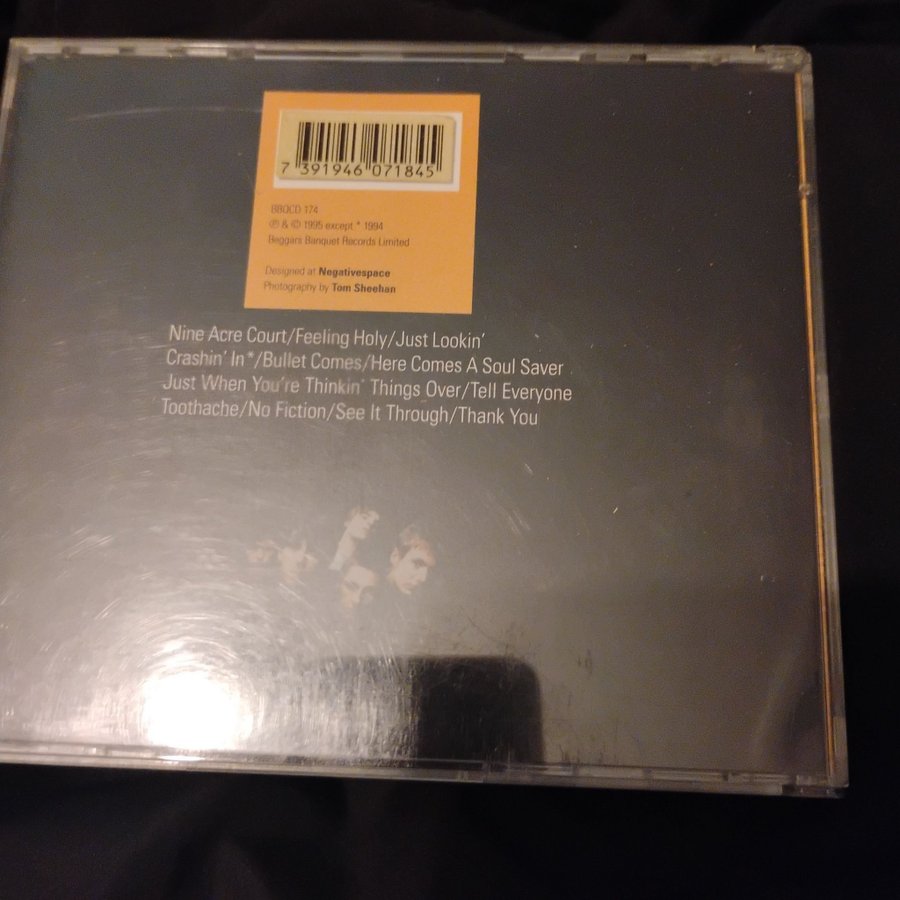 7 391946 071845
BBQCD 174
℗ & © 1995 except * 1994
Beggars Banquet Records Limited
Designed at Negativespace
Photography by Tom Sheehan
Nine Acre Court/Feeling Holy/Just Lookin'
Crashin' In*/Bullet Comes/Here Comes A Soul Saver
Just When You're Thinkin' Things Over/Tell Everyone
Toothache/No Fiction/See It Through/Thank You